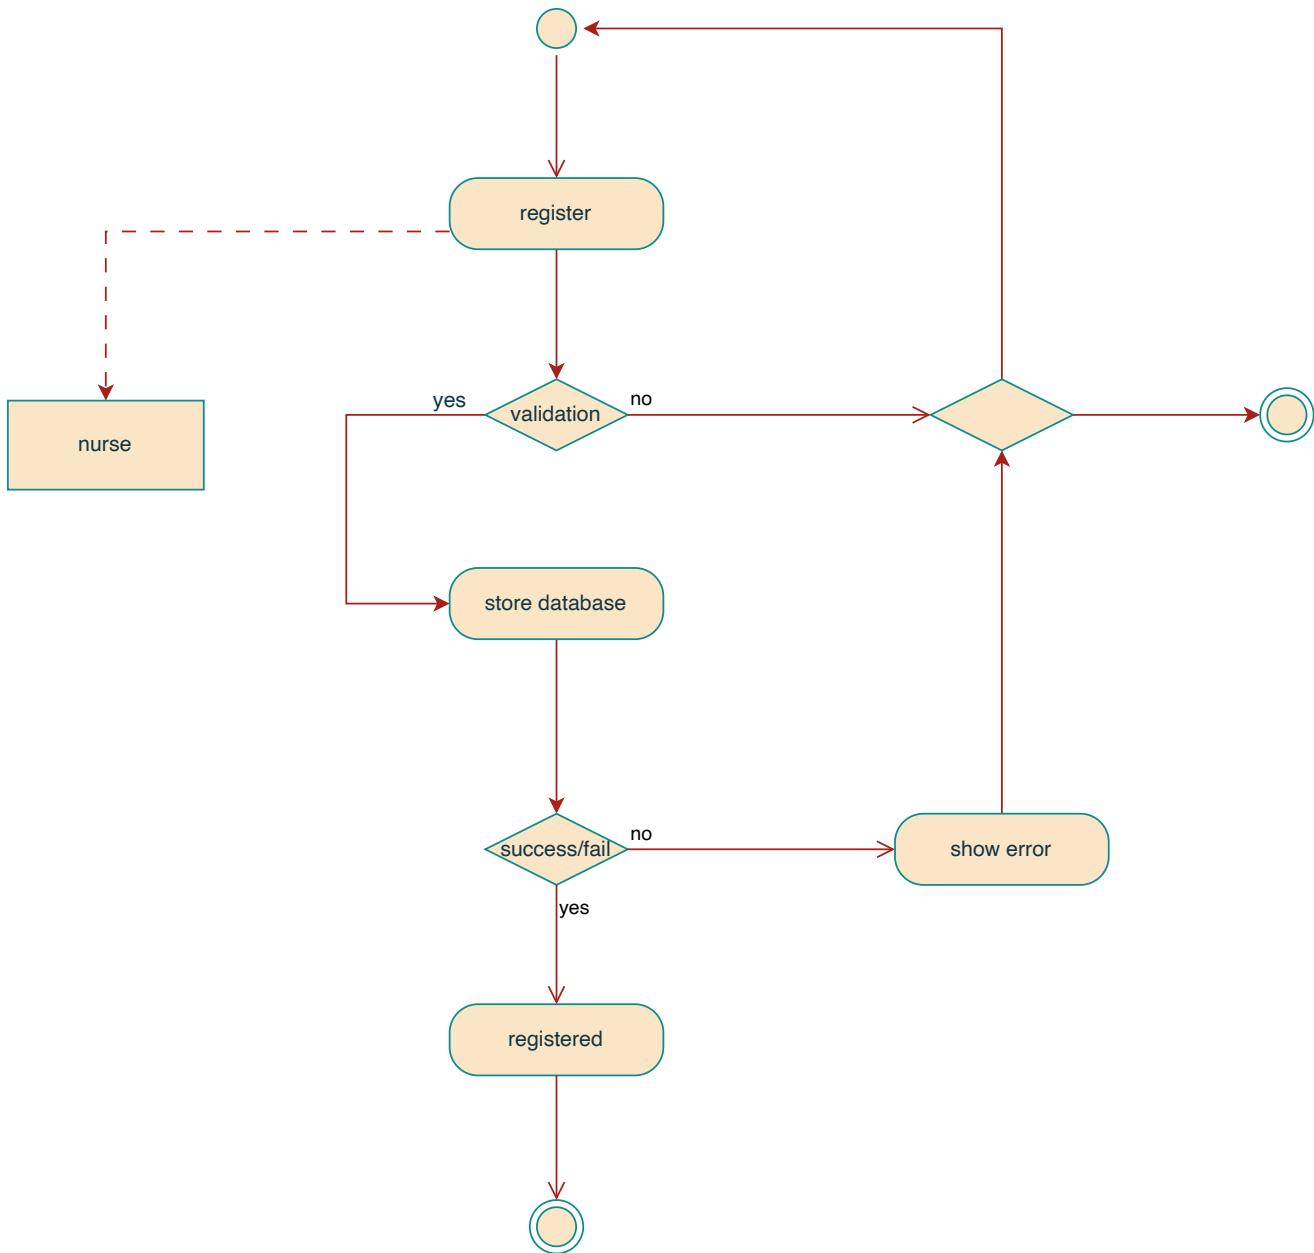 register
nurse
yes
validation
no
store database
success/fail
no
show error
yes
registered